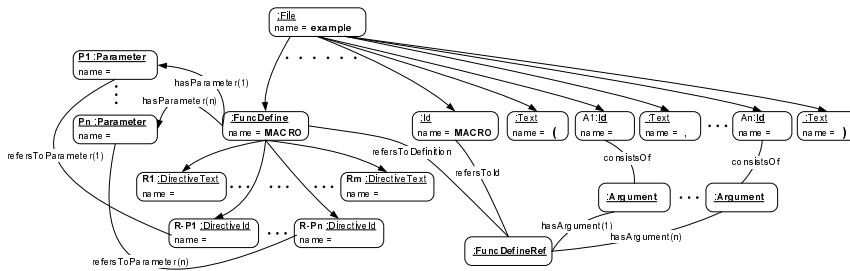 :File
name = example
P1 :Parameter
name =
hasParameter(1)
hasParameter(n)
Pn :Parameter
name =
:FuncDefine
name = MACRO
:Id
name = MACRO
:Text
name = (
A1:Id
name =
:Text
name = ,
An:Id
name =
:Text
name = )
refersToParameter(1)
refersToDefinition
refersToId
consistsOf
consistsOf
R1 :DirectiveText
name =
Rm :DirectiveText
name =
:Argument
:Argument
R-P1 :DirectiveId
name =
R-Pn :DirectiveId
name =
hasArgument(1)
hasArgument(n)
:FuncDefineRef
refersToParameter(n)